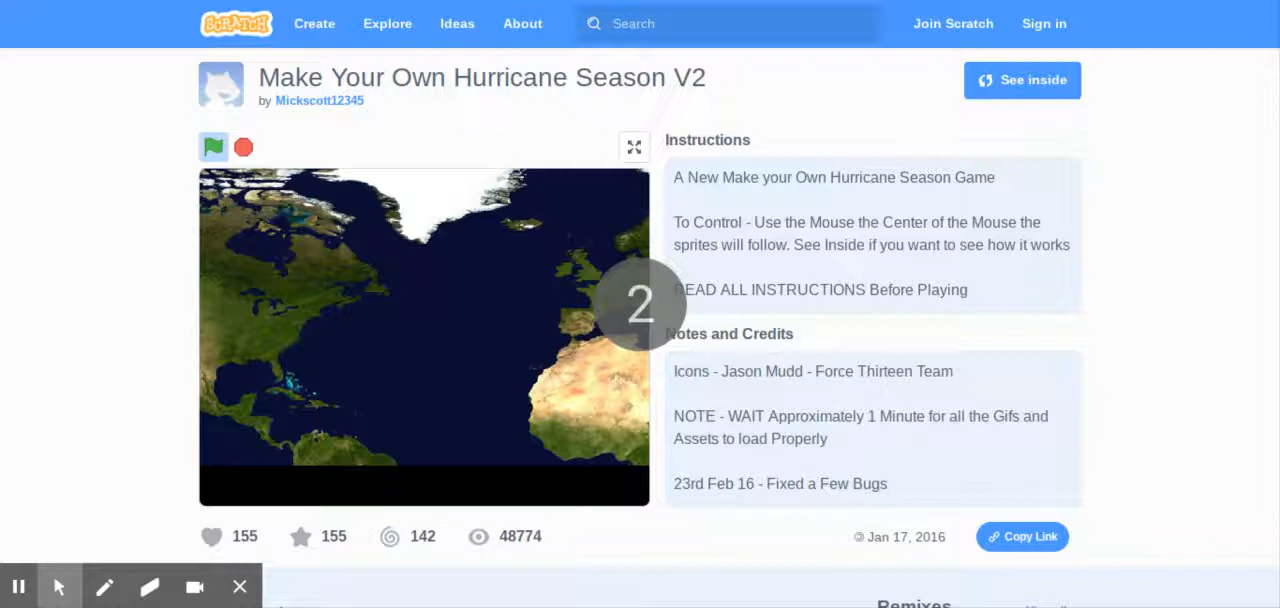 SCRATCH Create Explore Ideas About Search Join Scratch Sign in
Make Your Own Hurricane Season V2
by Mickscott12345
See inside
Instructions
A New Make your Own Hurricane Season Game
To Control - Use the Mouse the Center of the Mouse the
sprites will follow. See Inside if you want to see how it works
READ ALL INSTRUCTIONS Before Playing
2
Notes and Credits
Icons - Jason Mudd - Force Thirteen Team
NOTE - WAIT Approximately 1 Minute for all the Gifs and
Assets to load Properly
23rd Feb 16 - Fixed a Few Bugs
155 155 142 48774
© Jan 17, 2016
Copy Link
Remixes